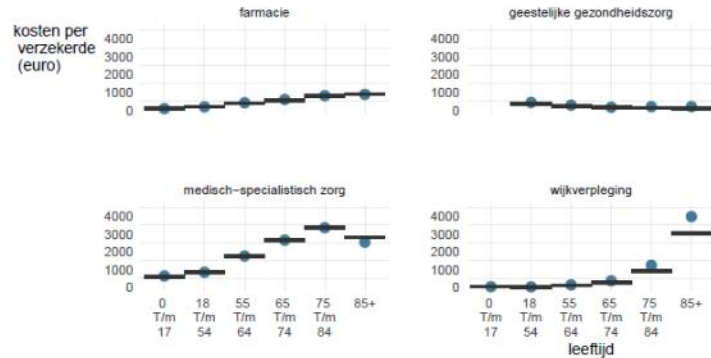 farmacie
geestelijke gezondheidszorg
kosten per
verzekerde
(euro)
4000
3000
2000
1000
0
4000
3000
2000
1000
0
medisch-specialistisch zorg
wijkverpleging
4000
3000
2000
1000
0
4000
3000
2000
1000
0
0 18 55 65 75 85+
T/m T/m T/m T/m T/m
17 54 64 74 84
0 18 55 65 75 85+
T/m T/m T/m T/m T/m
17 54 64 74 84
leeftijd